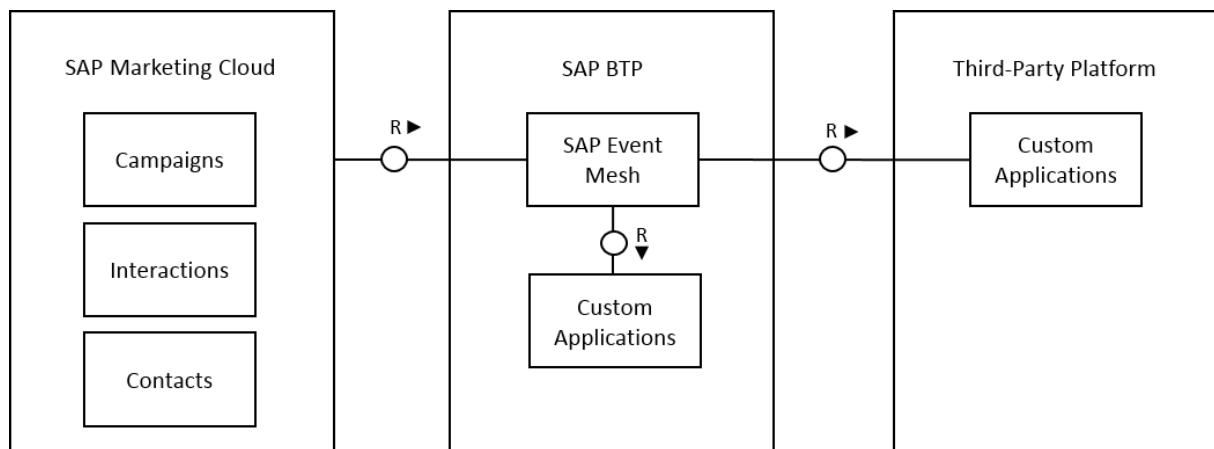 SAP Marketing Cloud
Campaigns
Interactions
Contacts
R ►
SAP BTP
SAP Event
Mesh
R
▼
Custom
Applications
R ►
Third-Party Platform
Custom
Applications